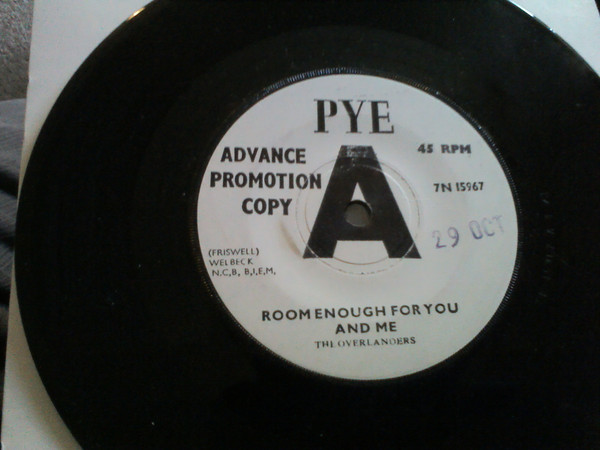 PYE
ADVANCE
PROMOTION
COPY
A
45 RPM
7N 15967
29 OCT
(FRISWELL)
WELBECK
N.C.B, B.I.E.M,
ROOM ENOUGH FOR YOU
AND ME
THE OVERLANDERS